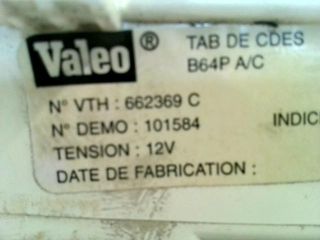 Valeo ® TAB DE CDES
B64P A/C
N° VTH : 662369 C
N° DEMO : 101584 INDIC
TENSION : 12V
DATE DE FABRICATION :